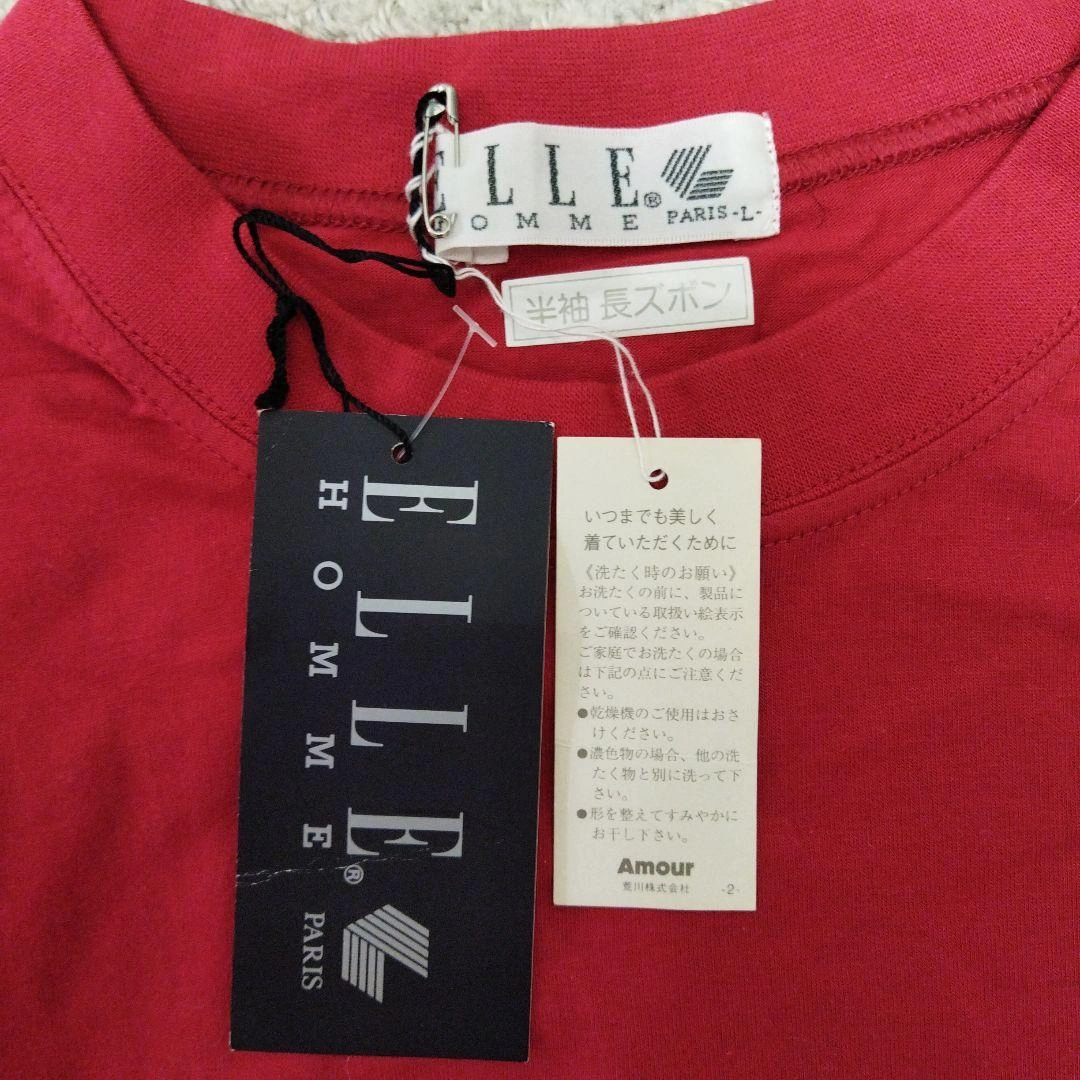 ELLE®
HOMME PARIS -L-
半袖 長ズボン
ELLE®
HOMME PARIS
いつまでも美しく
着ていただくために
《洗たく時のお願い》
お洗たくの前に、製品に
ついている取扱い絵表示
をご確認ください。
ご家庭でお洗たくの場合
は下記の点にご注意くだ
さい。
●乾燥機のご使用はおさ
けください。
●濃色物の場合、他の洗
たく物と別に洗って下
さい。
●形を整えてすみやかに
お干し下さい。
Amour
荒川株式会社 -2-